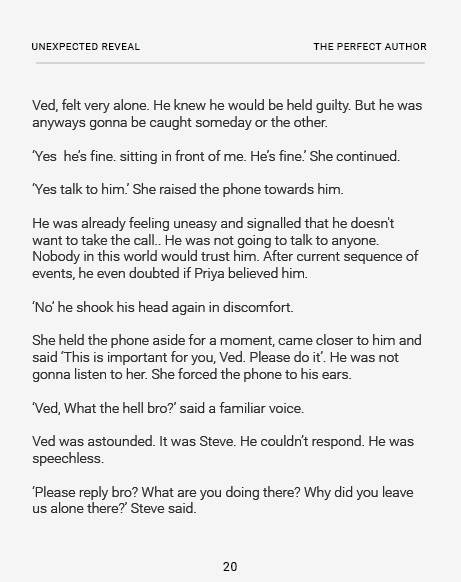 UNEXPECTED REVEAL THE PERFECT AUTHOR
Ved, felt very alone. He knew he would be held guilty. But he was
anyways gonna be caught someday or the other.
‘Yes  he’s fine. sitting in front of me. He’s fine.’ She continued.
‘Yes talk to him.’ She raised the phone towards him.
He was already feeling uneasy and signalled that he doesn't
want to take the call.. He was not going to talk to anyone.
Nobody in this world would trust him. After current sequence of
events, he even doubted if Priya believed him.
‘No’ he shook his head again in discomfort.
She held the phone aside for a moment, came closer to him and
said ‘This is important for you, Ved. Please do it’. He was not
gonna listen to her. She forced the phone to his ears.
‘Ved, What the hell bro?’ said a familiar voice.
Ved was astounded. It was Steve. He couldn’t respond. He was
speechless.
‘Please reply bro? What are you doing there? Why did you leave
us alone there?’ Steve said.
20